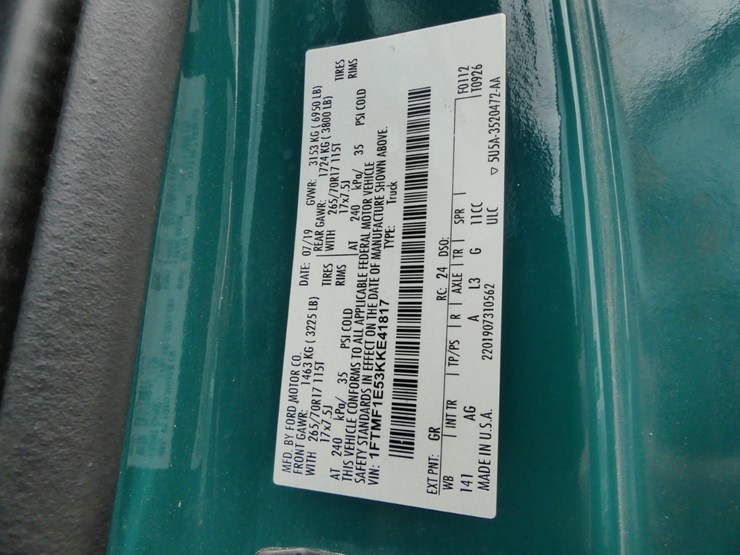 MFD. BY FORD MOTOR CO.
DATE: 07/19 GVWR: 3153 KG ( 6950 LB)
FRONT GAWR: 1463 KG ( 3225 LB) REAR GAWR: 1724 KG ( 3800 LB)
WITH 265/70R17 115T TIRES WITH 265/70R17 115T TIRES
17x7.5J RIMS 17x7.5J RIMS
AT 240 kPa/ 35 PSI COLD AT 240 kPa/ 35 PSI COLD
THIS VEHICLE CONFORMS TO ALL APPLICABLE FEDERAL MOTOR VEHICLE
SAFETY STANDARDS IN EFFECT ON THE DATE OF MANUFACTURE SHOWN ABOVE.
VIN: 1FTMF1E53KKE41817 TYPE: Truck
EXT PNT: GR RC: 24 DSO:
WB INT TR TP/PS R AXLE TR SPR F0112
141 AG A L3 G 11CC T0926
UIC
MADE IN U.S.A. 2201907310562 ▽ 5U5A-3520472-AA